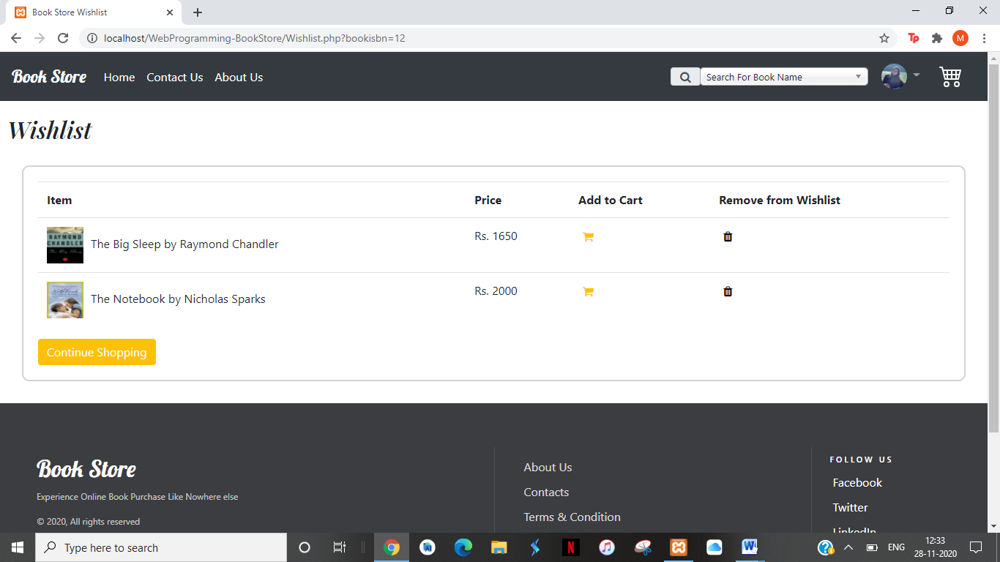 Book Store Wishlist
localhost/WebProgramming-BookStore/Wishlist.php?bookisbn=12
Tp
M
Book Store Home Contact Us About Us Search For Book Name
Wishlist
Item Price Add to Cart Remove from Wishlist
RAYMOND
CHANDLER
The Big Sleep by Raymond Chandler Rs. 1650
The Notebook by Nicholas Sparks Rs. 2000
Continue Shopping
Book Store
Experience Online Book Purchase Like Nowhere else
© 2020, All rights reserved
About Us
Contacts
Terms & Condition
FOLLOW US
Facebook
Twitter
LinkedIn
Type here to search
ENG
12:33
28-11-2020